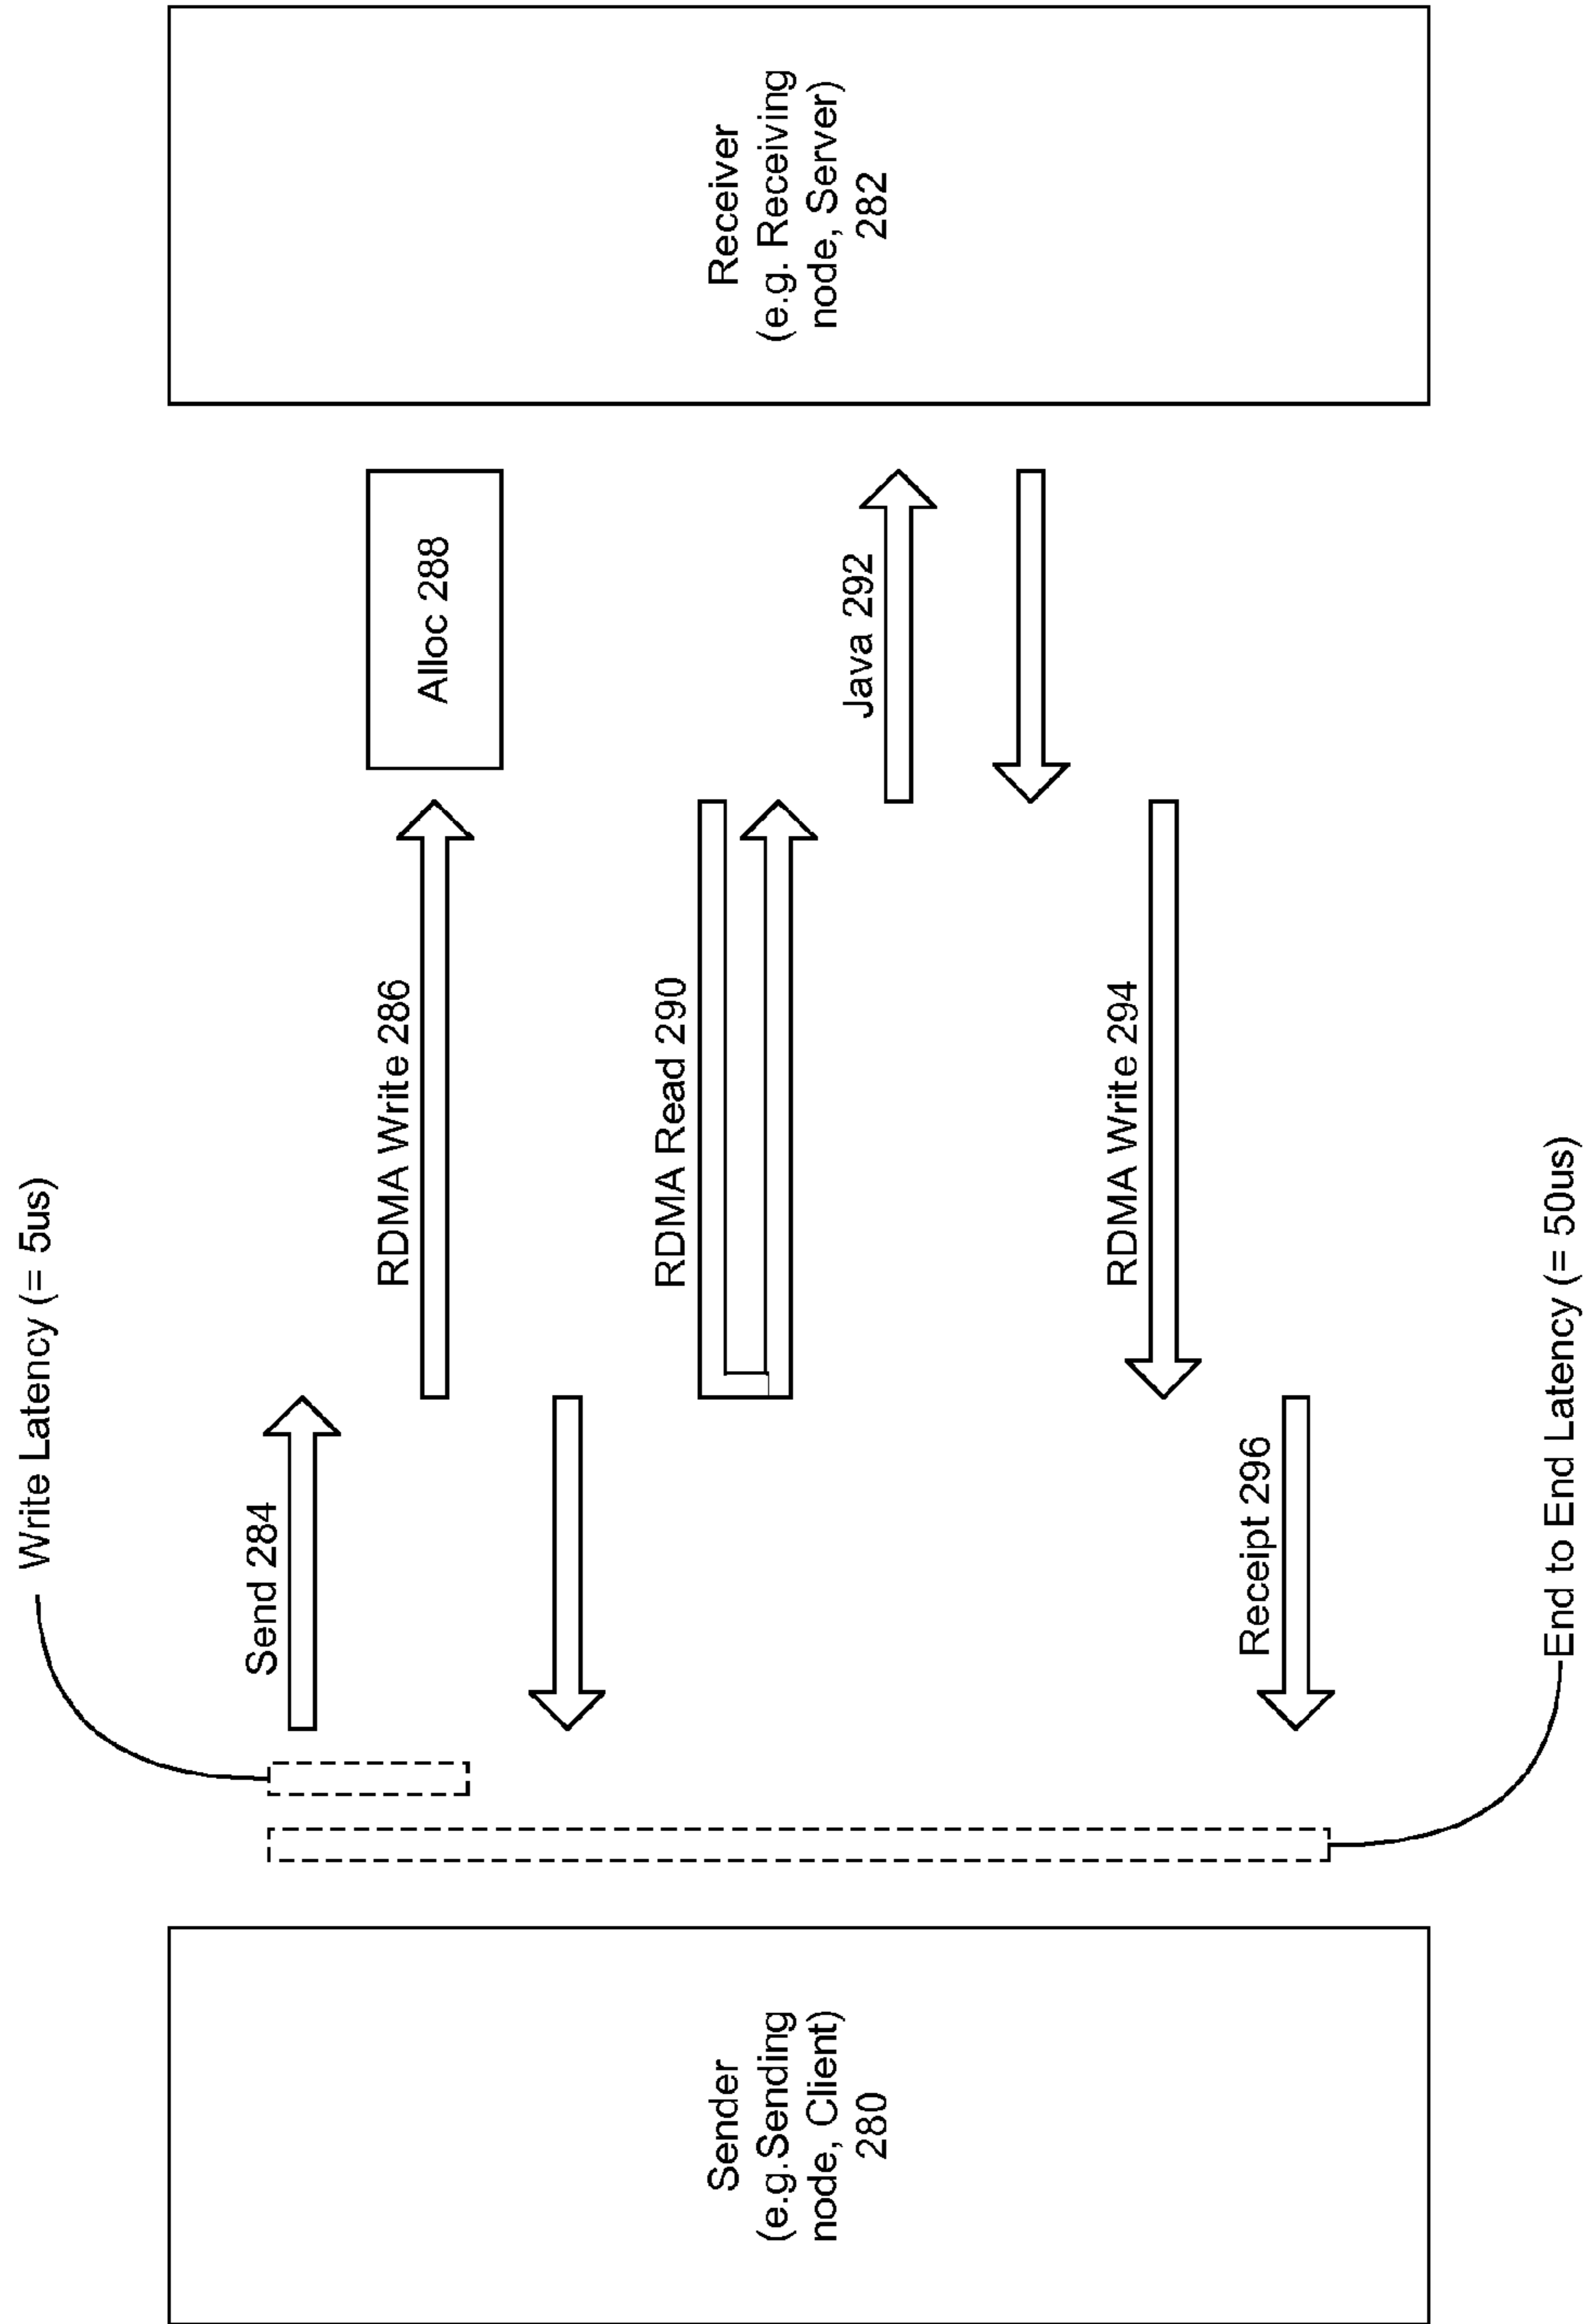 Write Latency (= 5us)
Send 284
RDMA Write 286
Alloc 288
RDMA Read 290
Sender
(e.g.Sending
node, Client)
280
Receiver
(e.g. Receiving
node, Server)
282
Java 292
RDMA Write 294
Receipt 296
End to End Latency (= 50us)